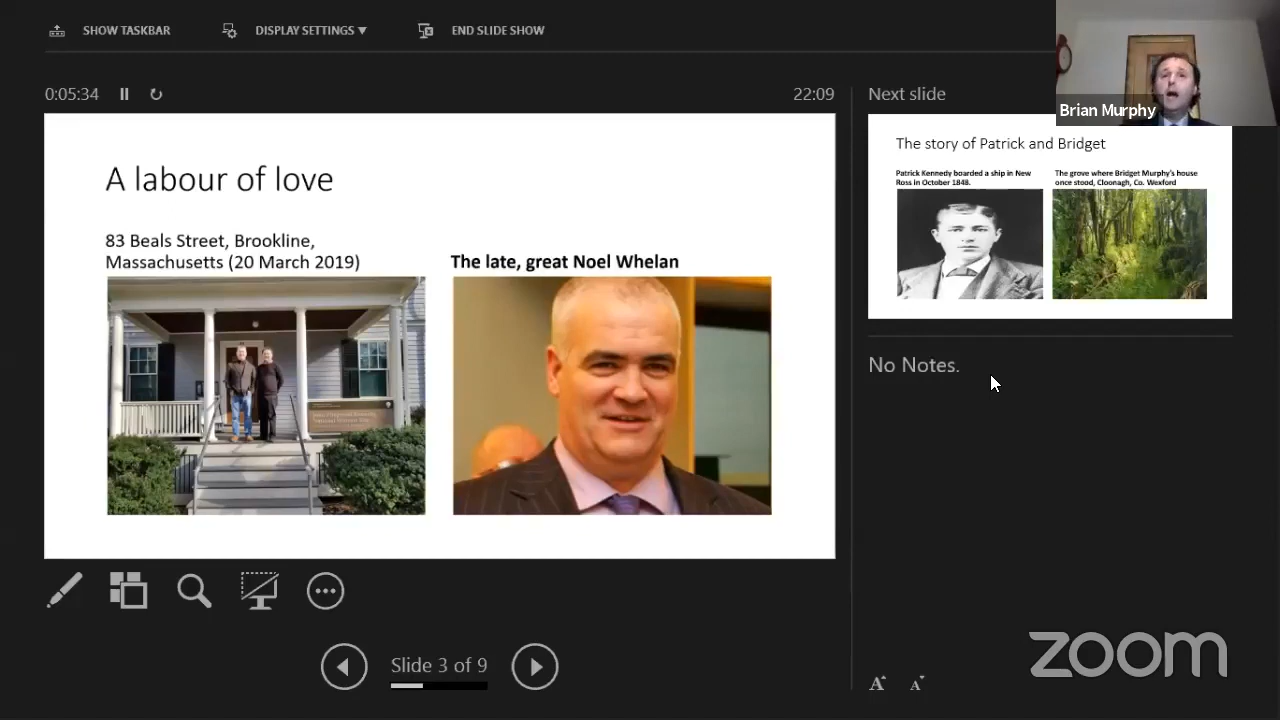 SHOW TASKBAR
DISPLAY SETTINGS
END SLIDE SHOW
0:05:34
22:09
Next slide
Brian Murphy
A labour of love
83 Beals Street, Brookline,
Massachusetts (20 March 2019)
The late, great Noel Whelan
The story of Patrick and Bridget
Patrick Kennedy boarded a ship in New
Ross in October 1848.
The grove where Bridget Murphy's house
once stood, Cloonagh, Co. Wexford
No Notes.
Slide 3 of 9
A A
zoom